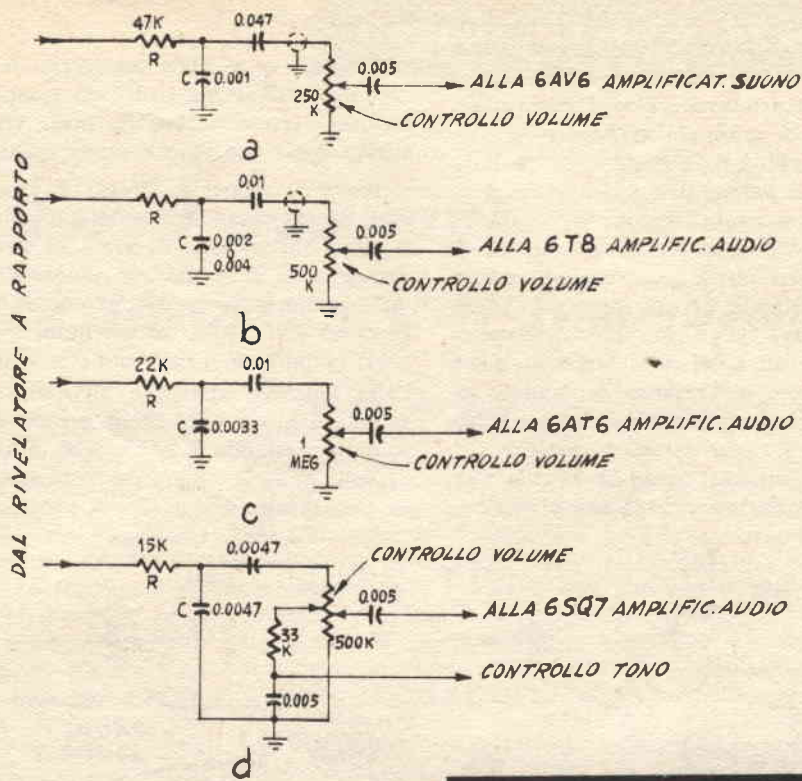 DAL RIVELATORE A RAPPORTO
47K
0.047
R
C
0.001
250
K
0.005
ALLA 6AV6 AMPLIFICAT. SUONO
CONTROLLO VOLUME
a
0.01
R
C
0.002
o
0.004
500
K
0.005
ALLA 6T8 AMPLIFIC. AUDIO
CONTROLLO VOLUME
b
22K
0.01
R
C
0.0033
1
MEG
0.005
ALLA 6AT6 AMPLIFIC. AUDIO
CONTROLLO VOLUME
c
15K
0.0047
R
CONTROLLO VOLUME
C
0.0047
0.005
ALLA 6SQ7 AMPLIFIC. AUDIO
33
K
500K
CONTROLLO TONO
0.005
d